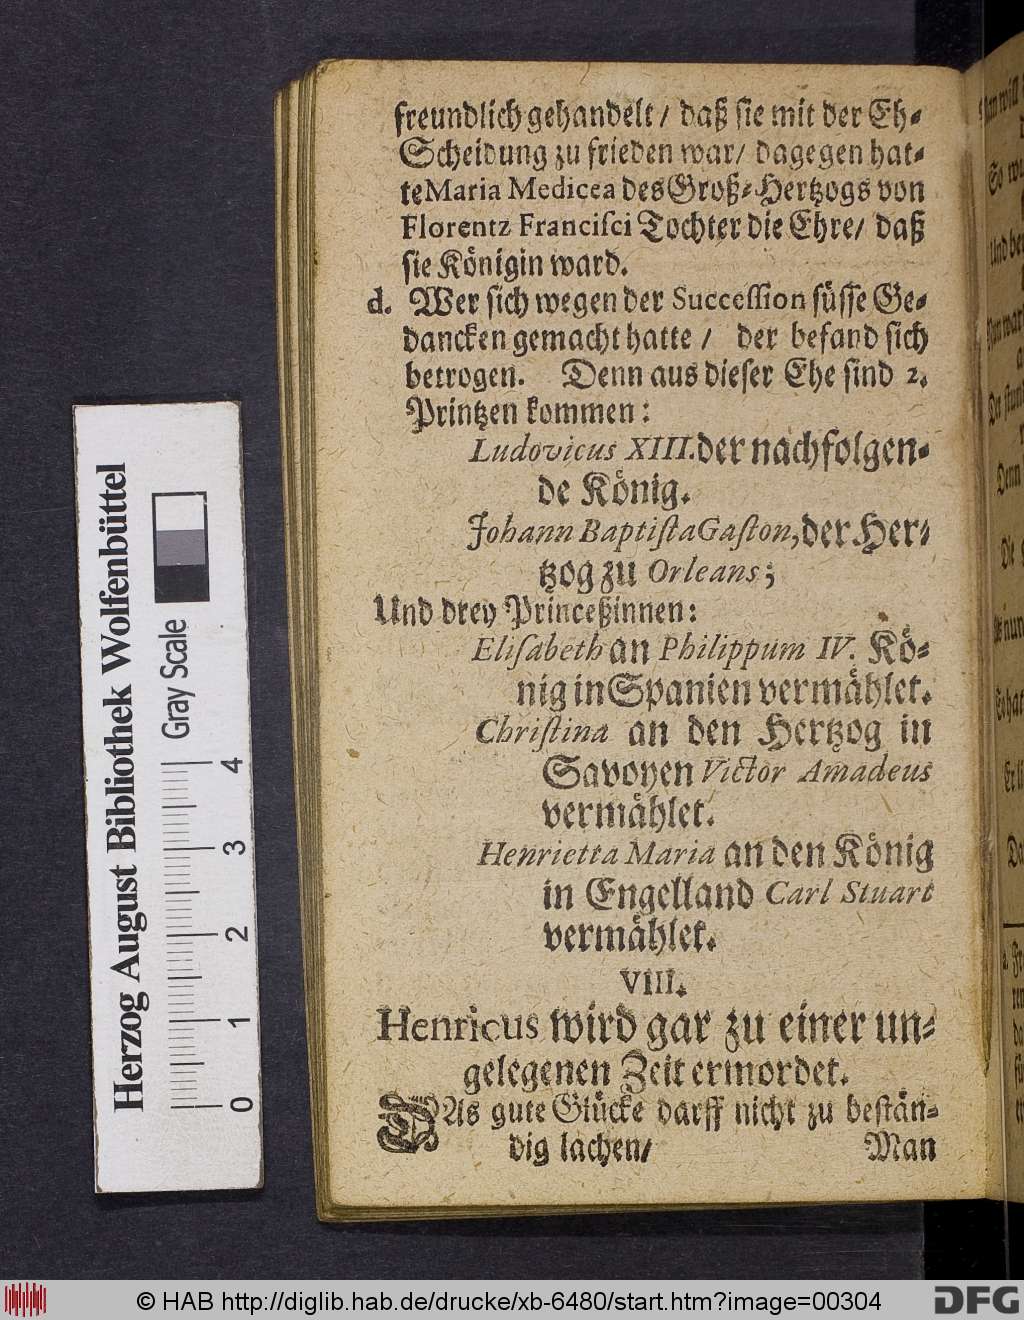 freundlich gehandelt / daß sie mit der Eh-
Scheidung zu frieden war / dagegen hat-
te Maria Medicea des Groß-Hertzogs von
Florentz Francisci Tochter die Ehre / daß
sie Königin ward.
d. Wer sich wegen der Succession süsse Ge-
dancken gemacht hatte / der befand sich
betrogen. Denn aus dieser Ehe sind 2.
Printzen kommen:
Ludovicus XIII. der nachfolgen-
de König.
Johann Baptista Gaston, der Her-
tzog zu Orleans;
Und drey Princeßinnen:
Elisabeth an Philippum IV. Kö-
nig in Spanien vermählet.
Christina an den Hertzog in
Savoyen Victor Amadeus
vermählet.
Henrietta Maria an den König
in Engelland Carl Stuart
vermählet.
VIII.
Henricus wird gar zu einer un-
gelegenen Zeit ermordet.
DAs gute Glücke darff nicht zu bestän-
dig lachen /
Man
Herzog August Bibliothek Wolfenbüttel
Gray Scale
0 1 2 3 4
© HAB http://diglib.hab.de/drucke/xb-6480/start.htm?image=00304
DFG